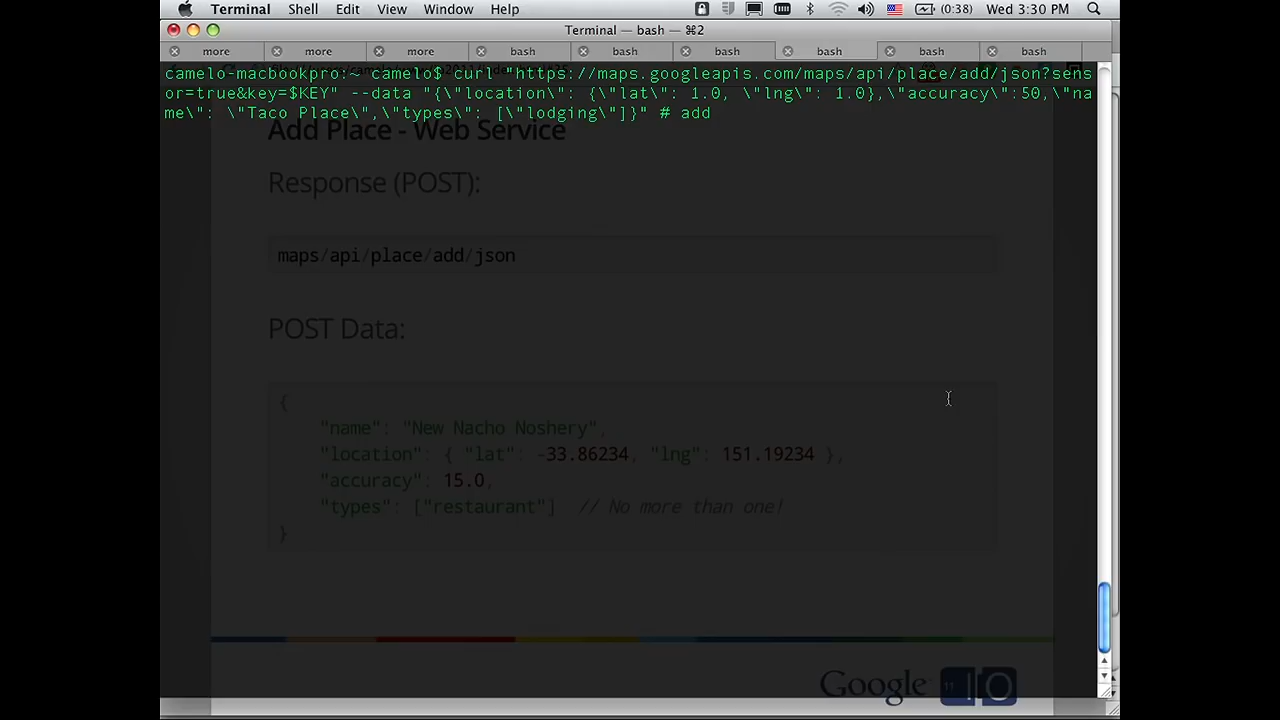 Terminal Shell Edit View Window Help (0:38) Wed 3:30 PM
Terminal — bash — ⌘2
more more more bash bash bash bash bash bash
camelo-macbookpro:~ camelo$ curl "https://maps.googleapis.com/maps/api/place/add/json?sens
or=true&key=$KEY" --data "{\"location\": {\"lat\": 1.0, \"lng\": 1.0},\"accuracy\":50,\"na
me\": \"Taco Place\",\"types\": [\"lodging\"]}" # add
Add Place - Web Service
Response (POST):
maps/api/place/add/json
POST Data:
{
"name": "New Nacho Noshery",
"location": { "lat": -33.86234, "lng": 151.19234 },
"accuracy": 15.0,
"types": ["restaurant"] // No more than one!
}
Google 11 IO